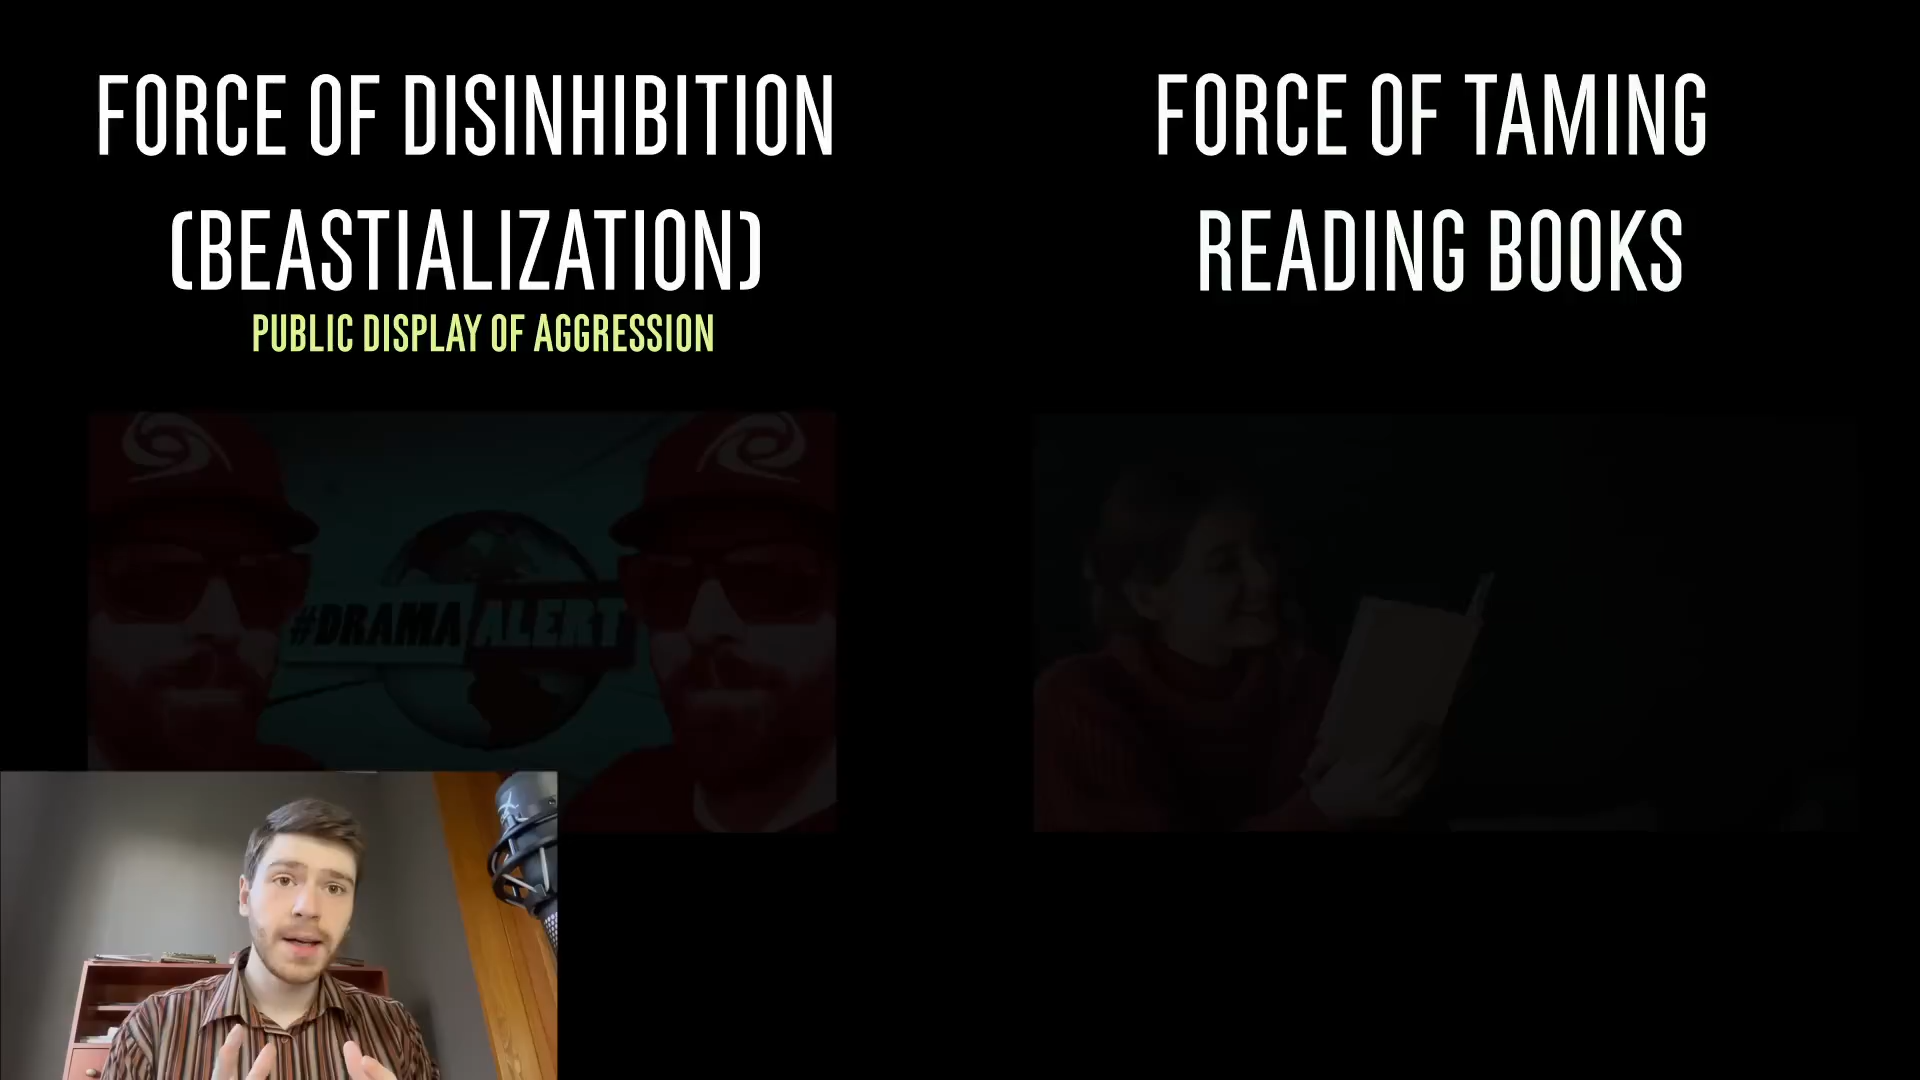 FORCE OF DISINHIBITION
(BEASTIALIZATION)
PUBLIC DISPLAY OF AGGRESSION
FORCE OF TAMING
READING BOOKS
#DRAMA ALERT